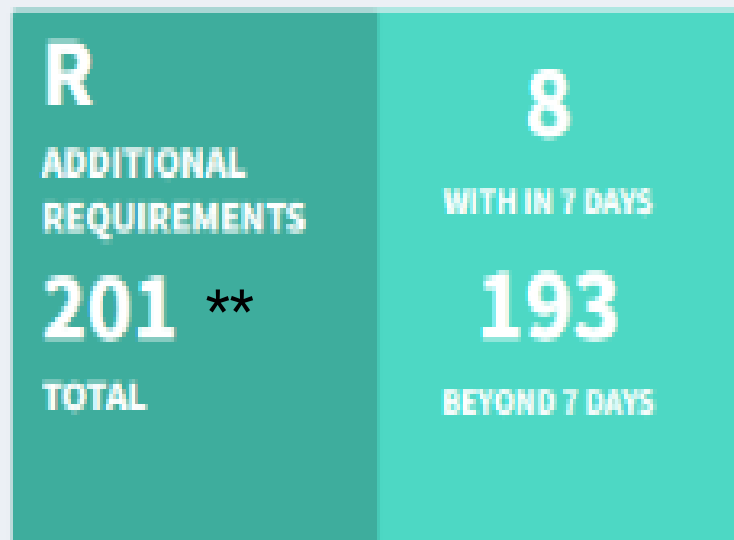 R
ADDITIONAL
REQUIREMENTS
201 **
TOTAL
8
WITH IN 7 DAYS
193
BEYOND 7 DAYS